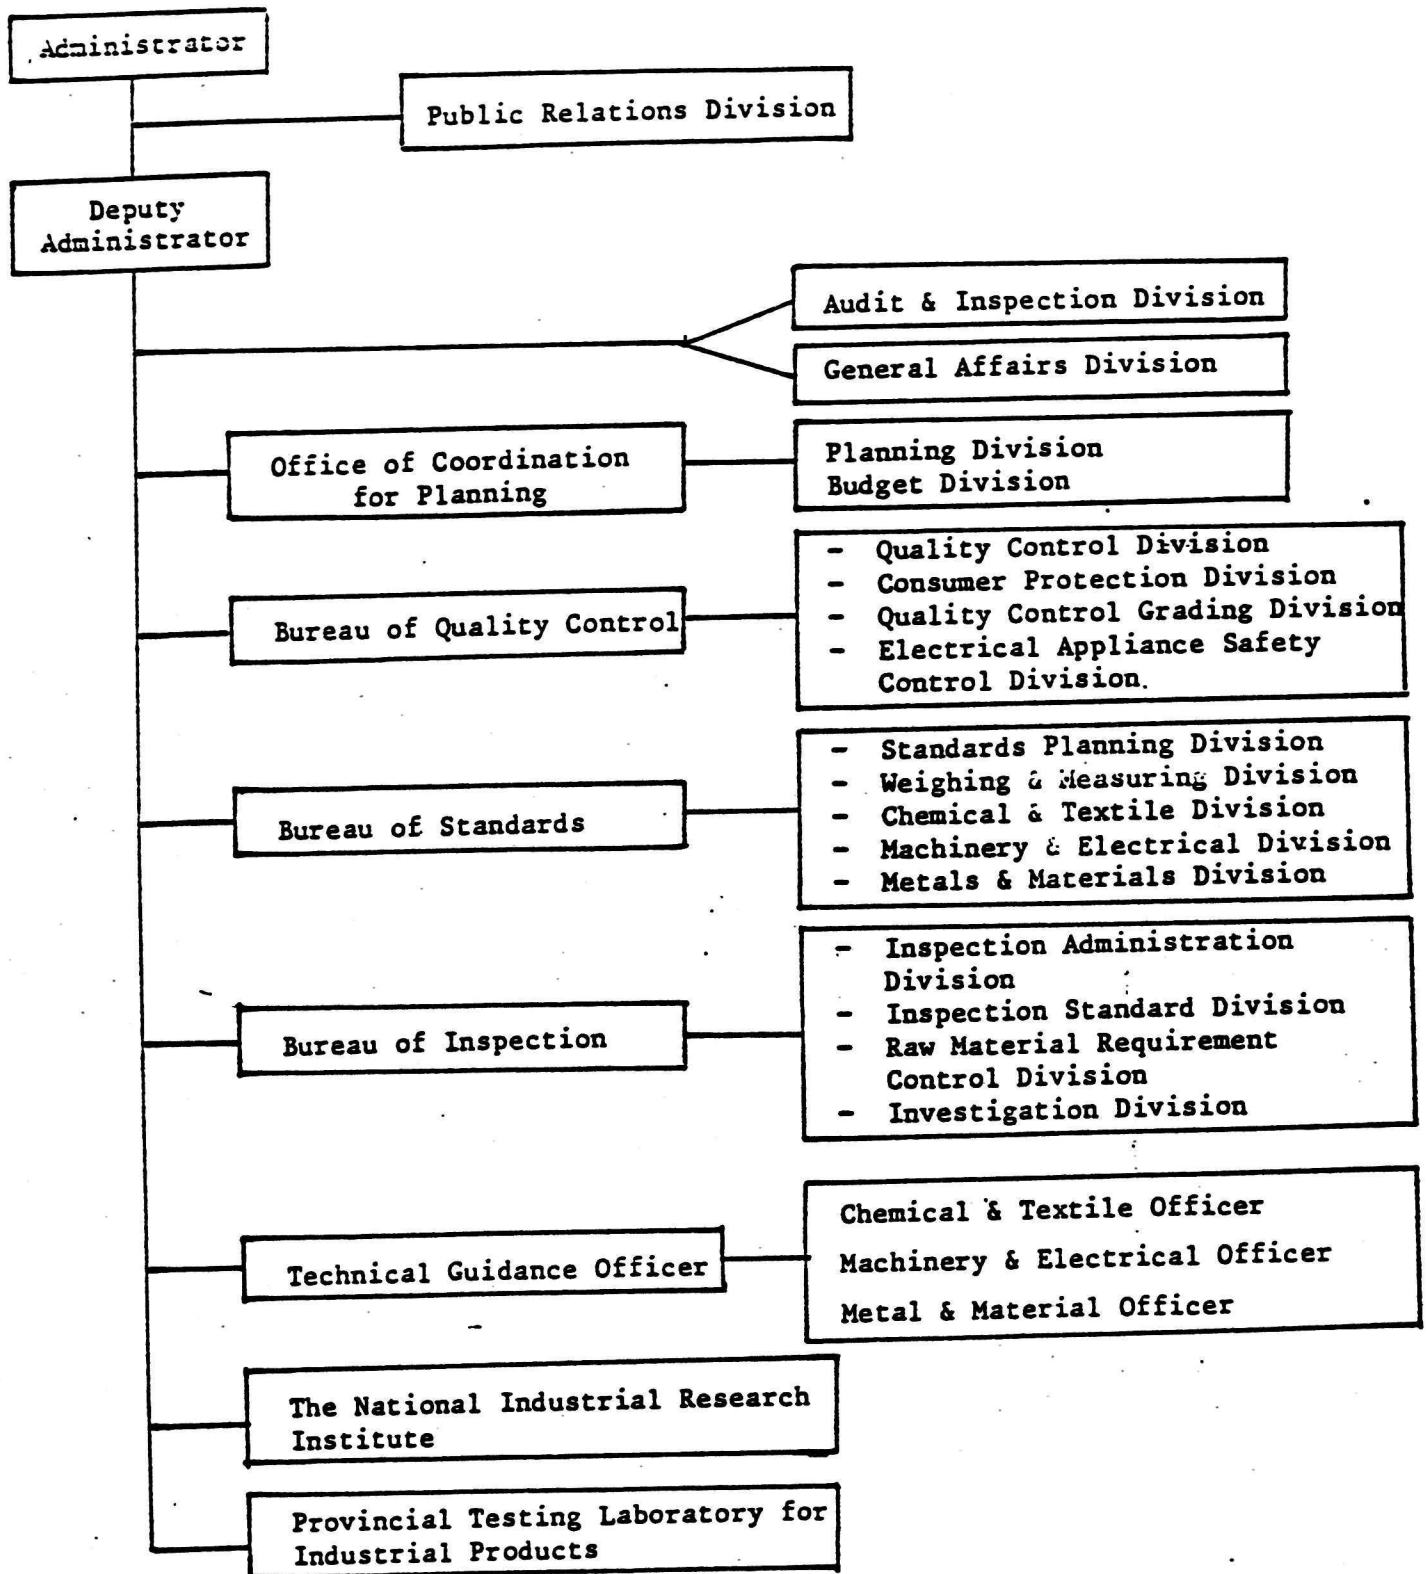 Administrator
Public Relations Division
Deputy
Administrator
Audit & Inspection Division
General Affairs Division
Office of Coordination
for Planning
Planning Division
Budget Division
Bureau of Quality Control
- Quality Control Division
- Consumer Protection Division
- Quality Control Grading Division
- Electrical Appliance Safety
Control Division.
Bureau of Standards
- Standards Planning Division
- Weighing & Measuring Division
- Chemical & Textile Division
- Machinery & Electrical Division
- Metals & Materials Division
Bureau of Inspection
- Inspection Administration
Division
- Inspection Standard Division
- Raw Material Requirement
Control Division
- Investigation Division
Technical Guidance Officer
Chemical & Textile Officer
Machinery & Electrical Officer
Metal & Material Officer
The National Industrial Research
Institute
Provincial Testing Laboratory for
Industrial Products